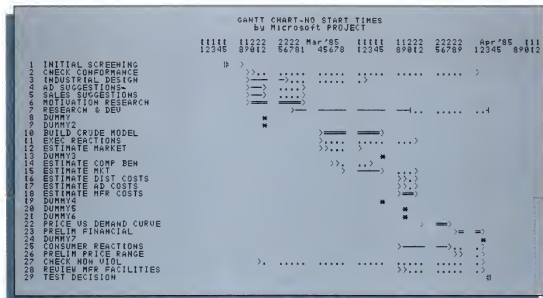 GANTT CHART-NO START TIMES
by Microsoft PROJECT
Mar '85 Apr '85
1 INITIAL SCREENING
2 CHECK CONFORMANCE
3 INDUSTRIAL DESIGN
4 AD SUGGESTIONS
5 SALES SUGGESTIONS
6 MOTIVATION RESEARCH
7 RESEARCH & DEV
8 DUMMY
9 DUMMY2
10 BUILD CRUDE MODEL
11 EXEC REACTIONS
12 ESTIMATE MARKET
13 DUMMY3
14 ESTIMATE COMP BEH
15 ESTIMATE MKT
16 ESTIMATE DIST COSTS
17 ESTIMATE AD COSTS
18 ESTIMATE MFR COSTS
19 DUMMY4
20 DUMMY5
21 DUMMY6
22 PRICE VS DEMAND CURVE
23 PRELIM FINANCIAL
24 DUMMY7
25 CONSUMER REACTIONS
26 PRELIM PRICE RANGE
27 CHECK NON VIOL
28 REVIEW MFR FACILITIES
29 TEST DECISION